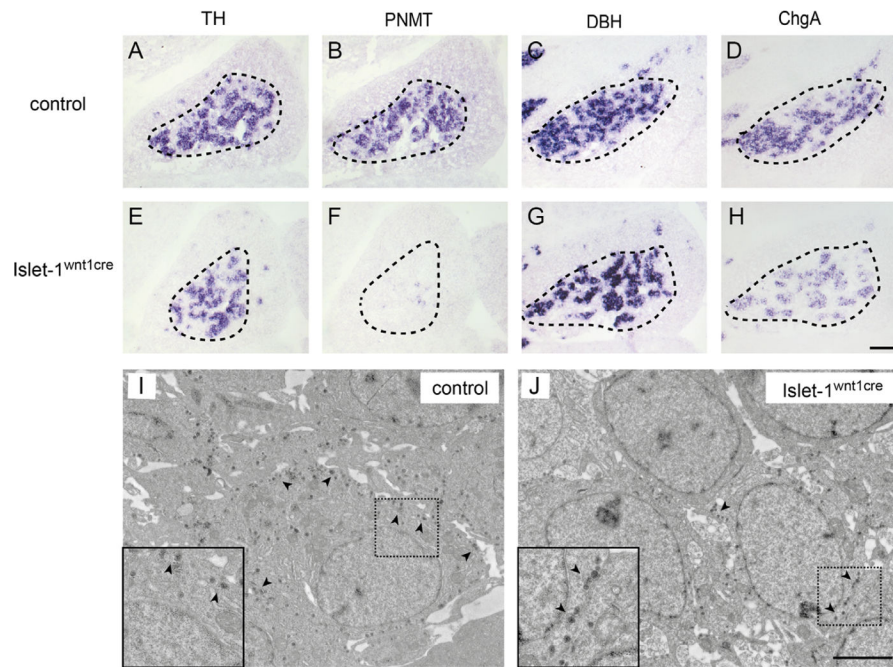 TH PNMT DBH ChgA
A B C D
control
E F G H
Islet-1wnt1cre
I control J Islet-1wnt1cre